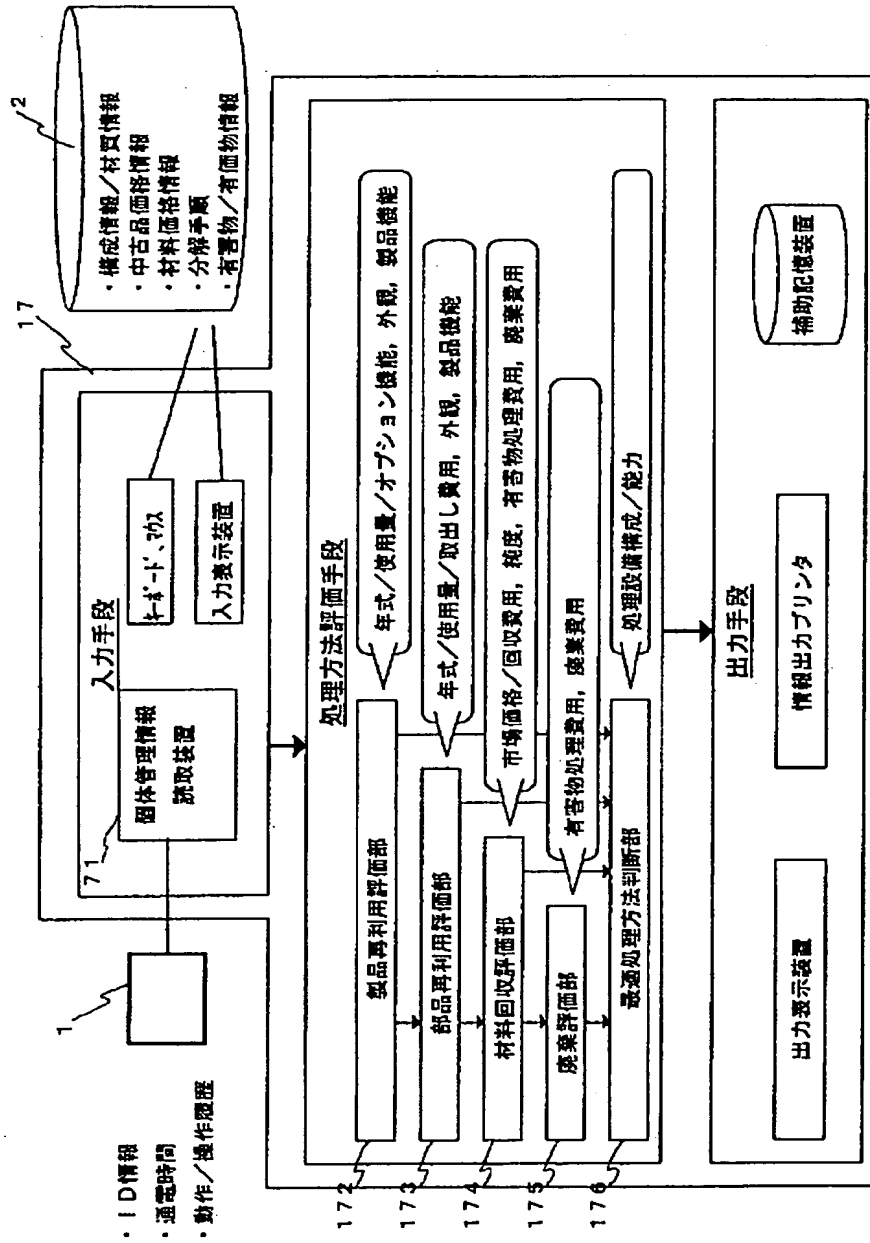 ・ＩＤ情報
・通電時間
・動作／操作履歴
1
71
個体管理情報
読取装置
入力手段
ｷｰﾎﾞｰﾄﾞ、ﾏｳｽ
入力表示装置
17
2
・構成情報／材質情報
・中古品価格情報
・材料価格情報
・分解手順
・有害物／有価物情報
処理方法評価手段
172
製品再利用評価部
年式／使用量／オプション機能，外観，製品機能
173
部品再利用評価部
年式／使用量／取出し費用，外観，製品機能
174
材料回収評価部
市場価格／回収費用，純度，有害物処理費用，廃棄費用
175
廃棄評価部
有害物処理費用，廃棄費用
176
最適処理方法判断部
処理設備構成／能力
出力手段
出力表示装置
情報出力プリンタ
補助記憶装置